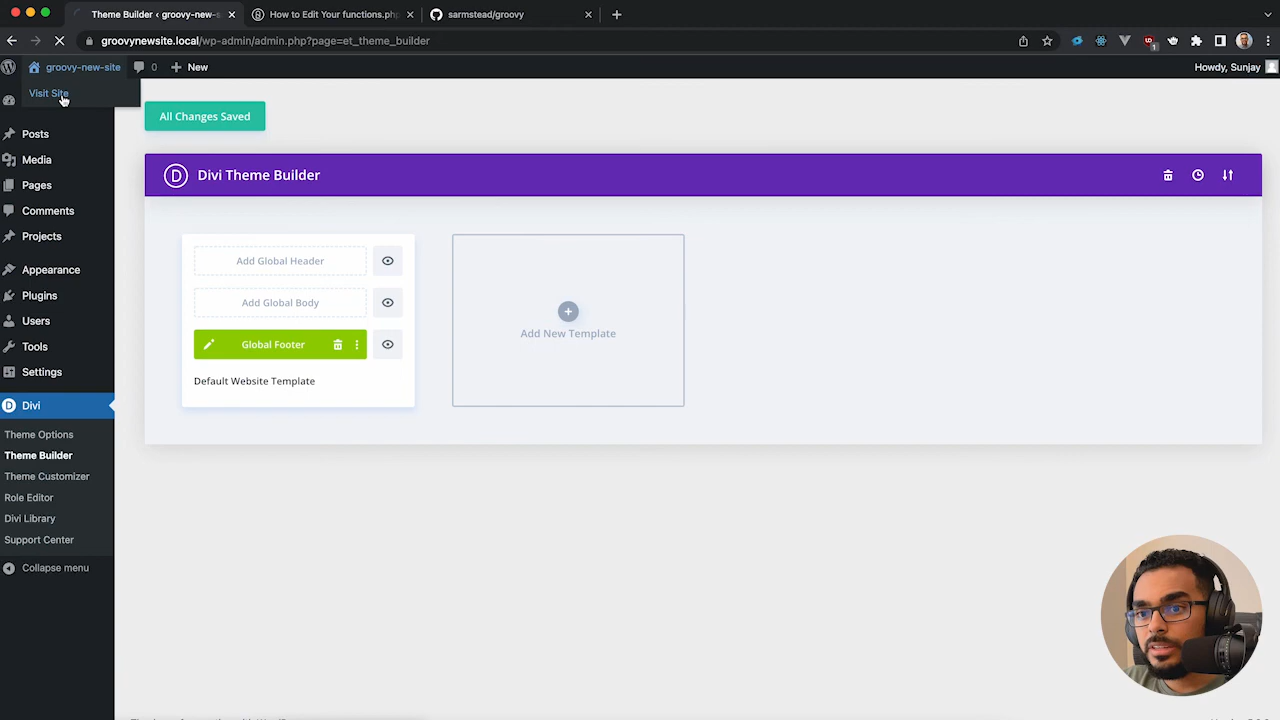 Theme Builder < groovy-new-s
How to Edit Your functions.php
sarmstead/groovy
groovynewsite.local/wp-admin/admin.php?page=et_theme_builder
groovy-new-site
0
New
Howdy, Sunjay
Visit Site
All Changes Saved
Posts
Media
Pages
Comments
Projects
Appearance
Plugins
Users
Tools
Settings
Divi
Theme Options
Theme Builder
Theme Customizer
Role Editor
Divi Library
Support Center
Collapse menu
D Divi Theme Builder
Add Global Header
Add Global Body
Global Footer
Default Website Template
Add New Template